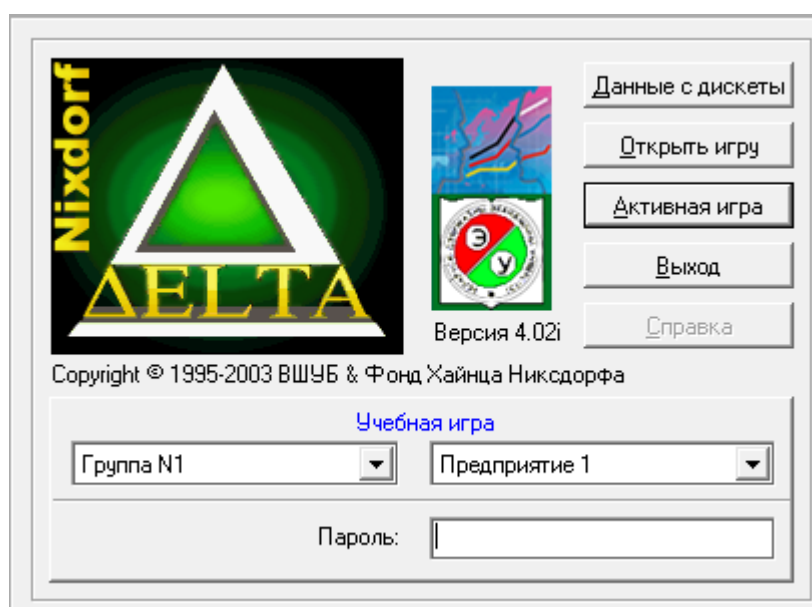 Nixdorf
ΔELTA
Э
У
Версия 4.02i
Данные с дискеты
Открыть игру
Активная игра
Выход
Справка
Copyright © 1995-2003 ВШУБ & Фонд Хайнца Никсдорфа
Учебная игра
Группа N1
Предприятие 1
Пароль: